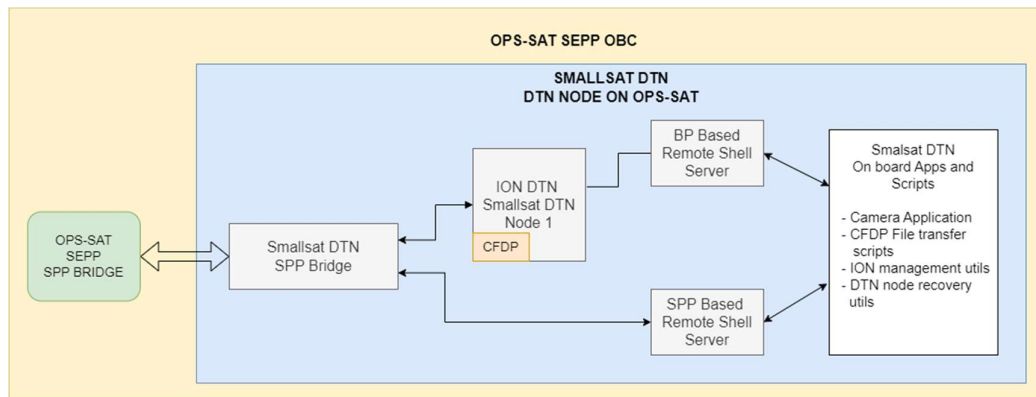 OPS-SAT SEPP OBC
SMALLSAT DTN
DTN NODE ON OPS-SAT
OPS-SAT
SEPP
SPP BRIDGE
Smallsat DTN
SPP Bridge
ION DTN
Smallsat DTN
Node 1
CFDP
BP Based
Remote Shell
Server
SPP Based
Remote Shell
Server
Smalsat DTN
On board Apps and
Scripts
- Camera Application
- CFDP File transfer
scripts
- ION management utils
- DTN node recovery
utils